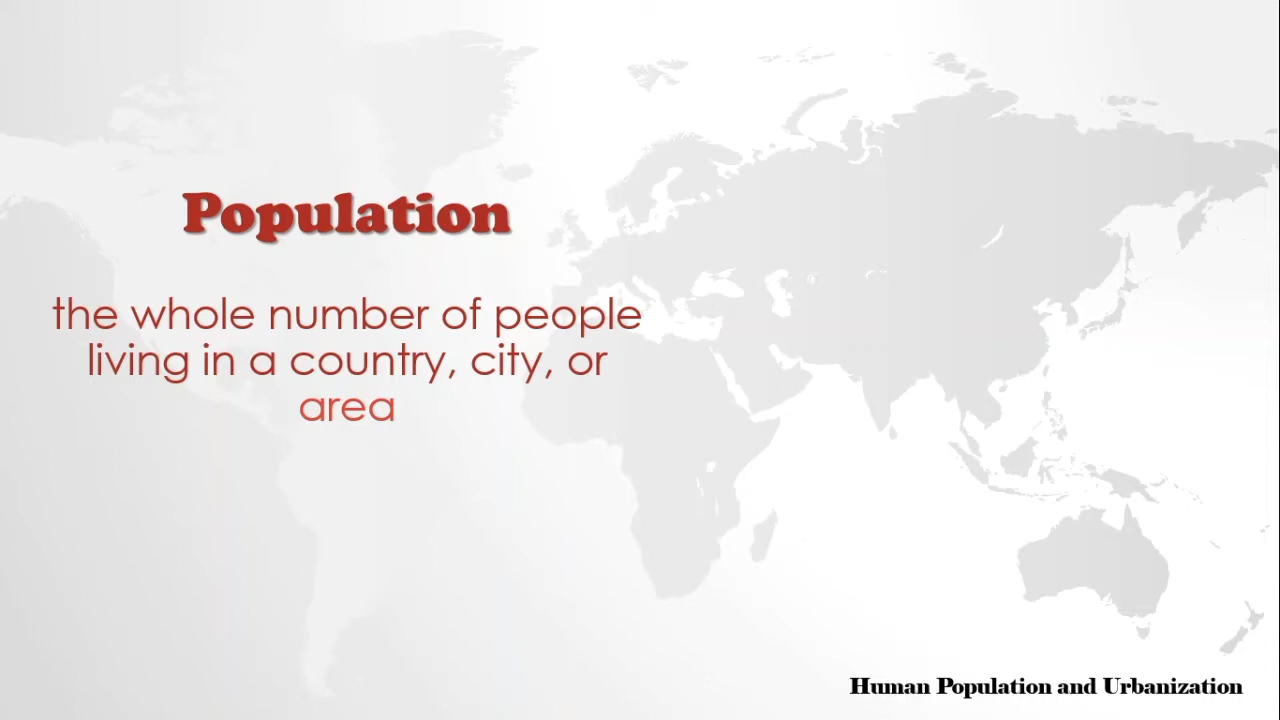 Population
the whole number of people
living in a country, city, or
area
Human Population and Urbanization